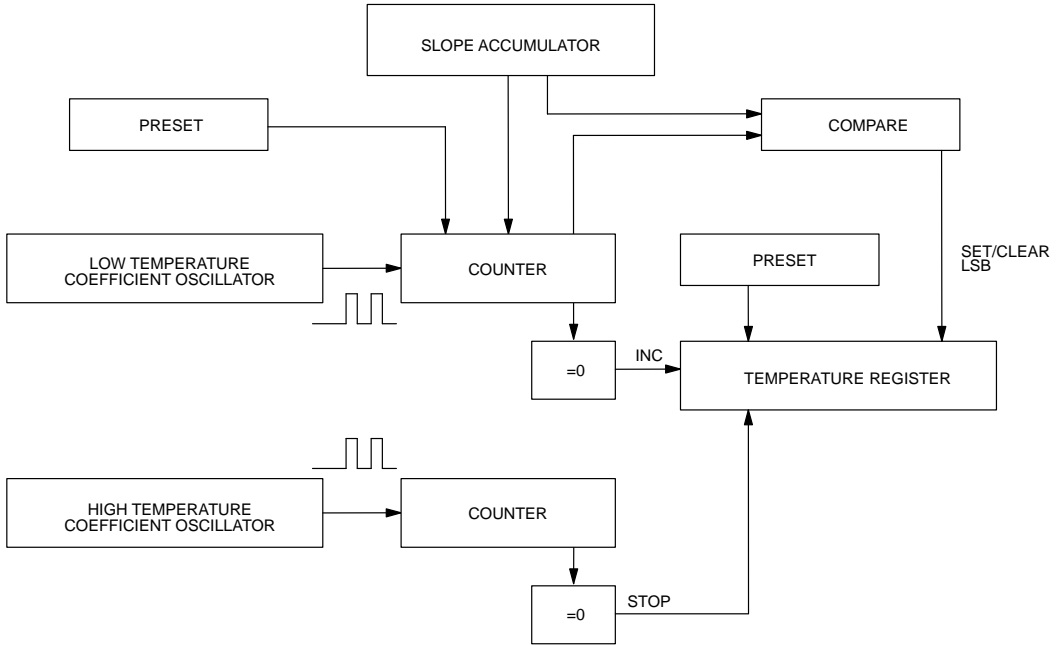 SLOPE ACCUMULATOR
PRESET
COMPARE
LOW TEMPERATURE
COEFFICIENT OSCILLATOR
COUNTER
PRESET
SET/CLEAR
LSB
=0
INC
TEMPERATURE REGISTER
HIGH TEMPERATURE
COEFFICIENT OSCILLATOR
COUNTER
=0
STOP